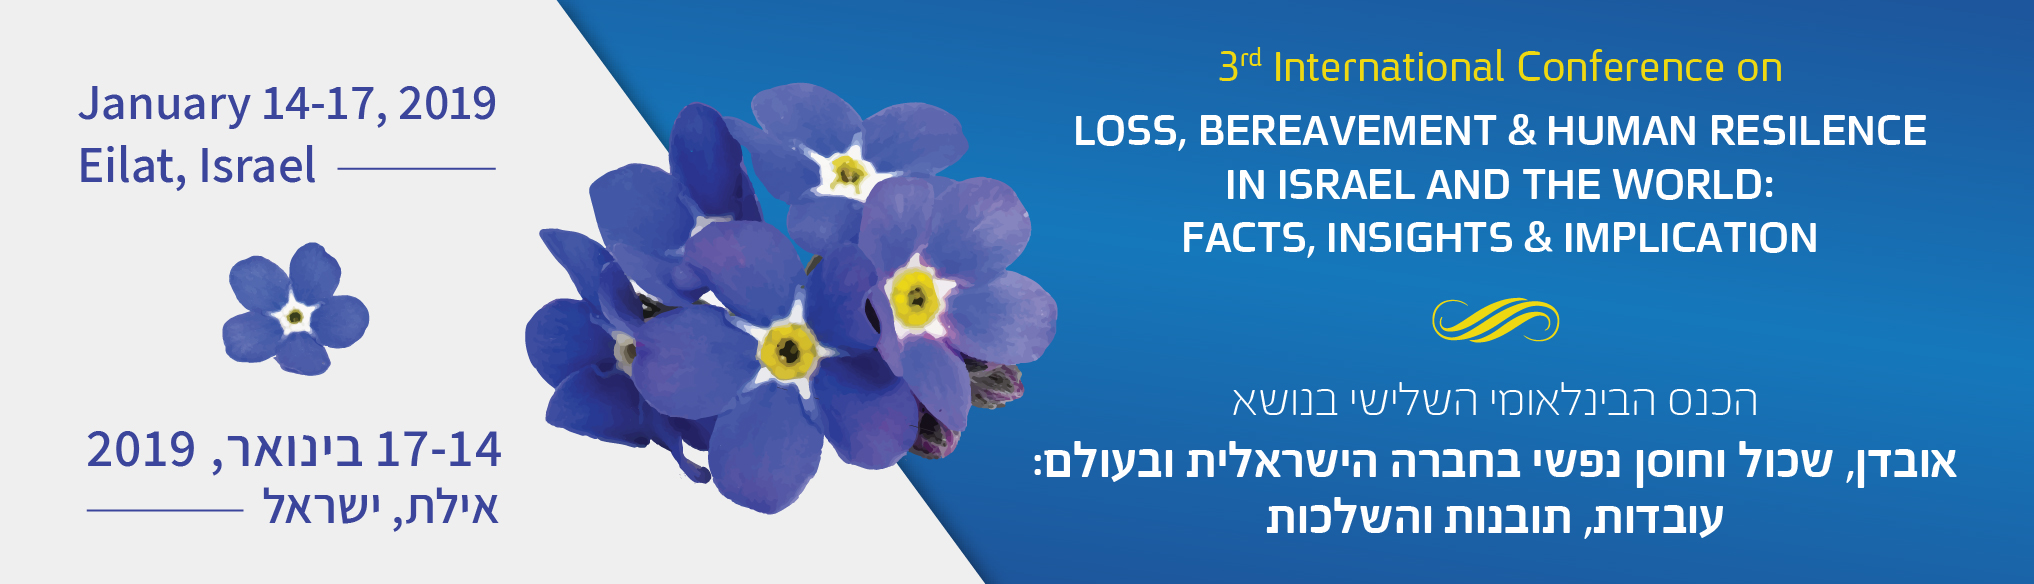 January 14-17, 2019
Eilat, Israel
17-14 בינואר, 2019
אילת, ישראל
3rd International Conference on
LOSS, BEREAVEMENT & HUMAN RESILENCE
IN ISRAEL AND THE WORLD:
FACTS, INSIGHTS & IMPLICATION
הכנס הבינלאומי השלישי בנושא
אובדן, שכול וחוסן נפשי בחברה הישראלית ובעולם:
עובדות, תובנות והשלכות